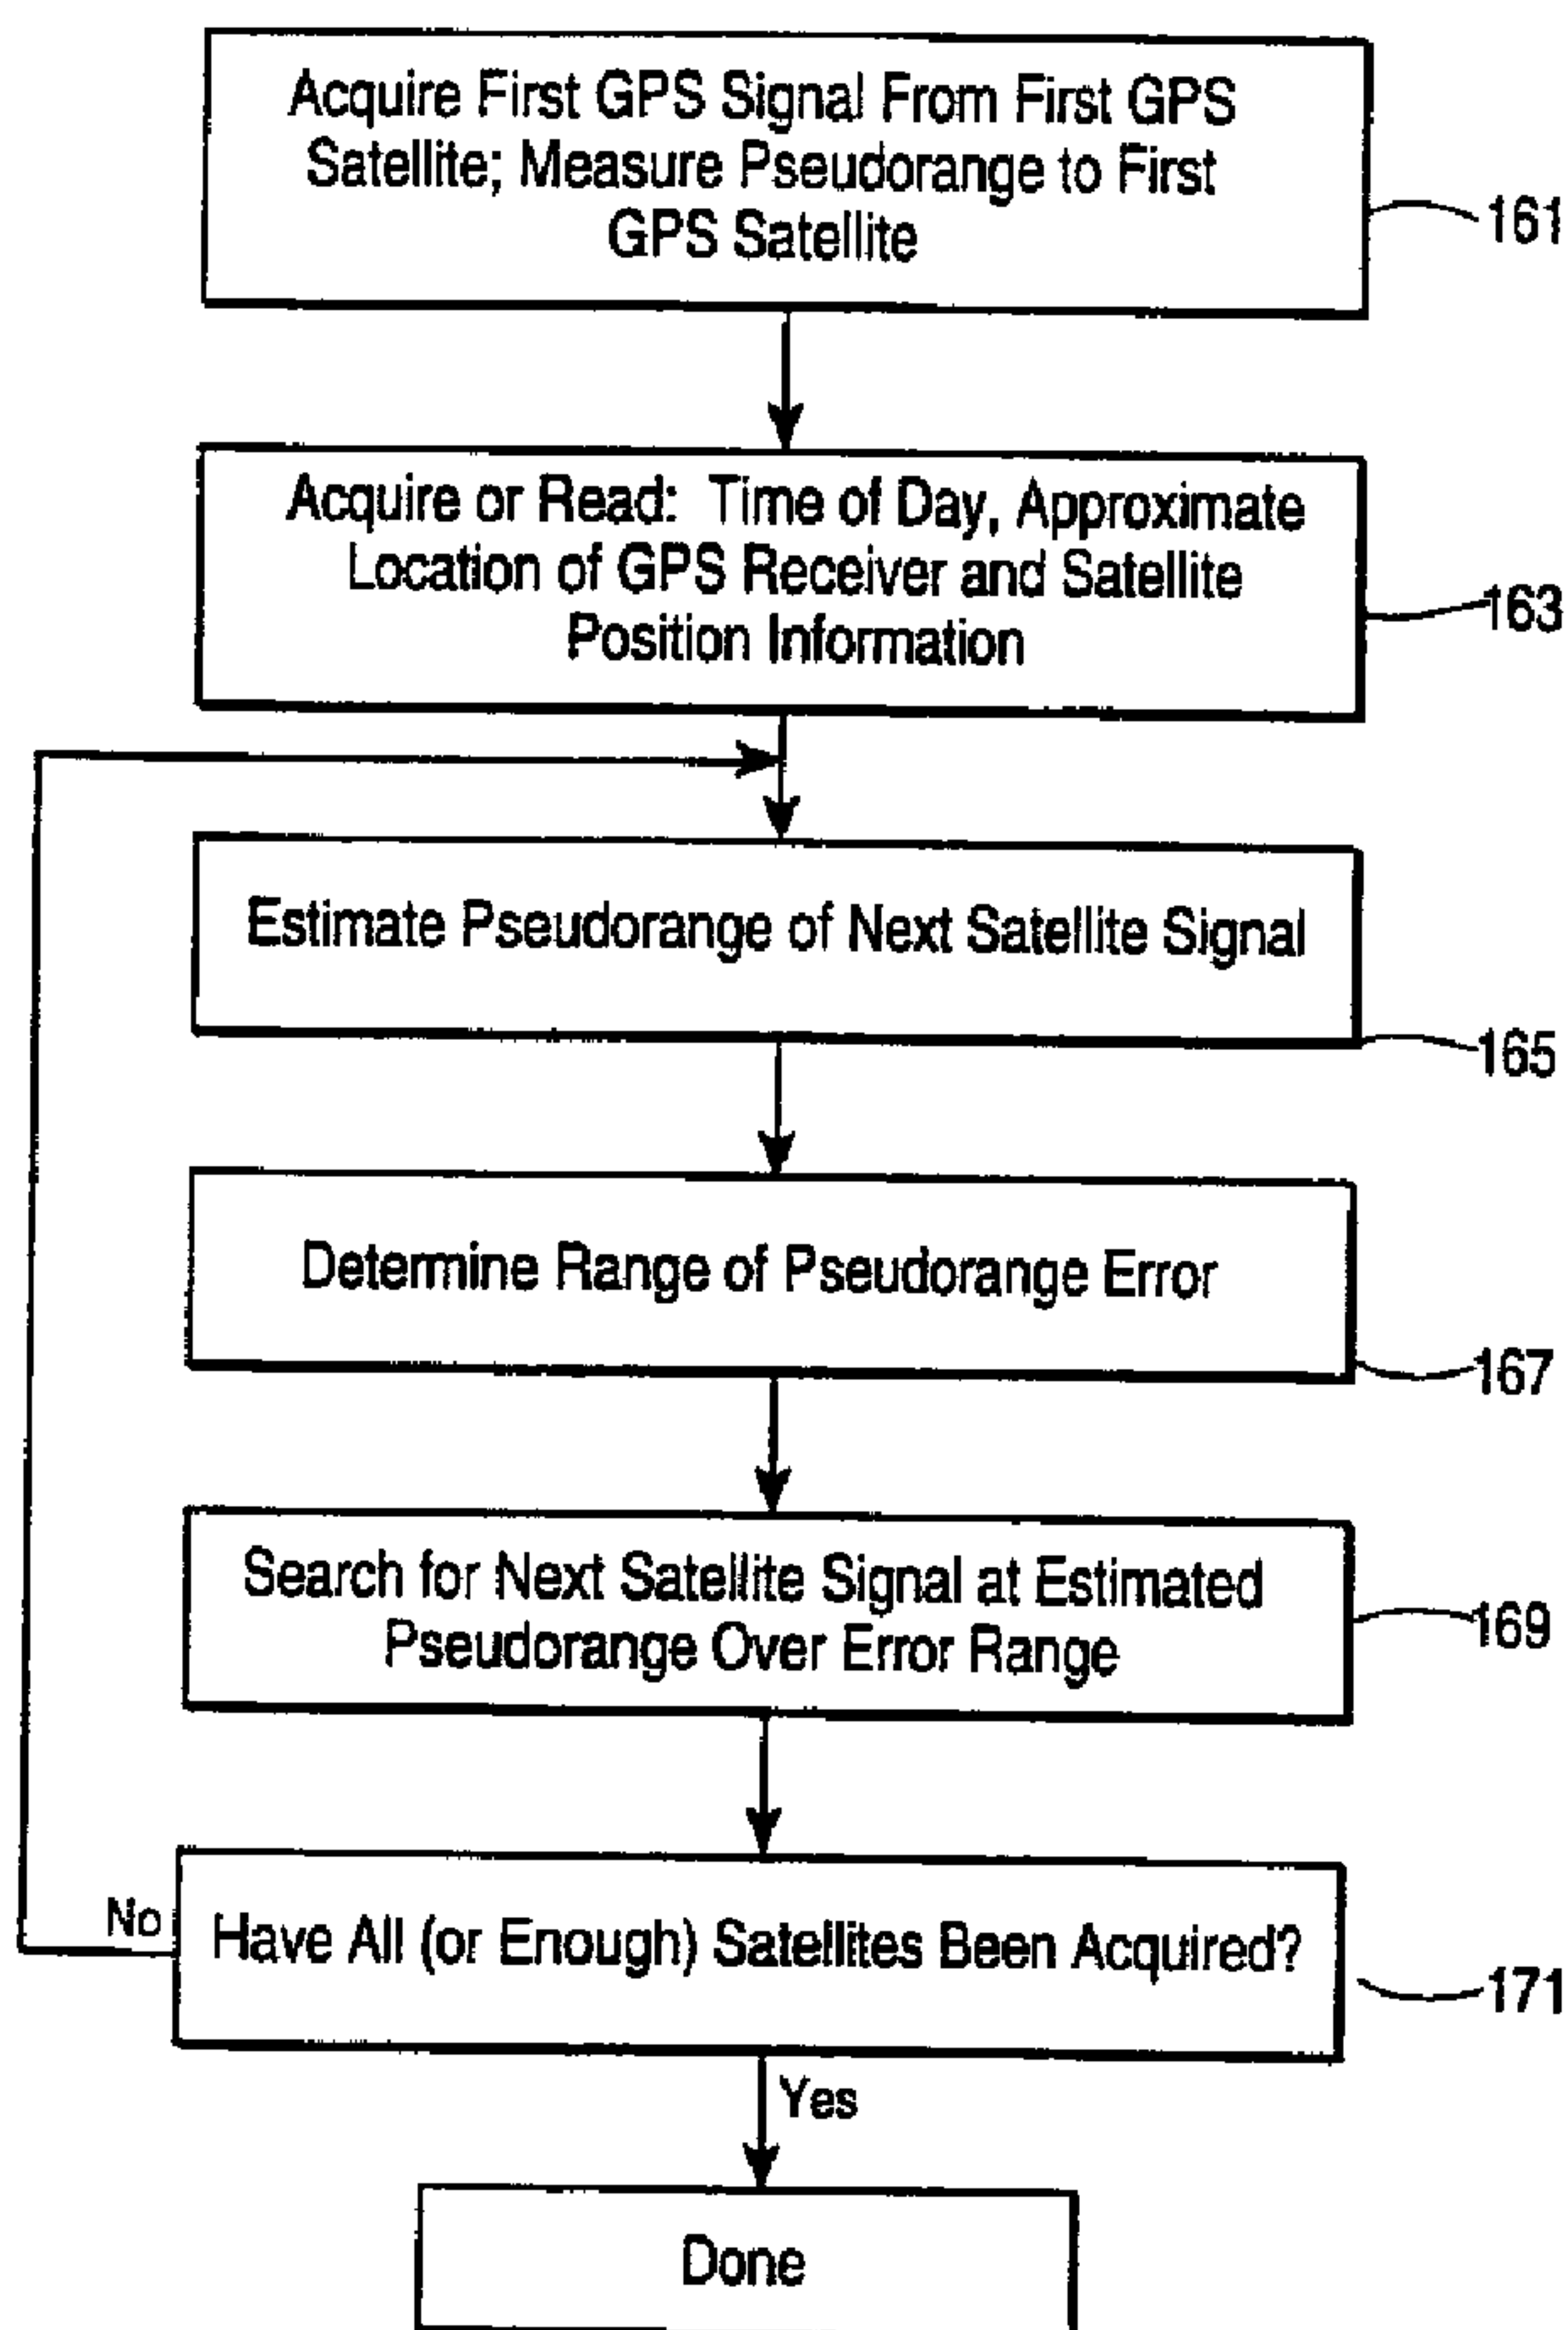 Acquire First GPS Signal From First GPS
Satellite; Measure Pseudorange to First
GPS Satellite
161
Acquire or Read: Time of Day, Approximate
Location of GPS Receiver and Satellite
Position Information
163
Estimate Pseudorange of Next Satellite Signal
165
Determine Range of Pseudorange Error
167
Search for Next Satellite Signal at Estimated
Pseudorange Over Error Range
169
No
Have All (or Enough) Satellites Been Acquired?
171
Yes
Done